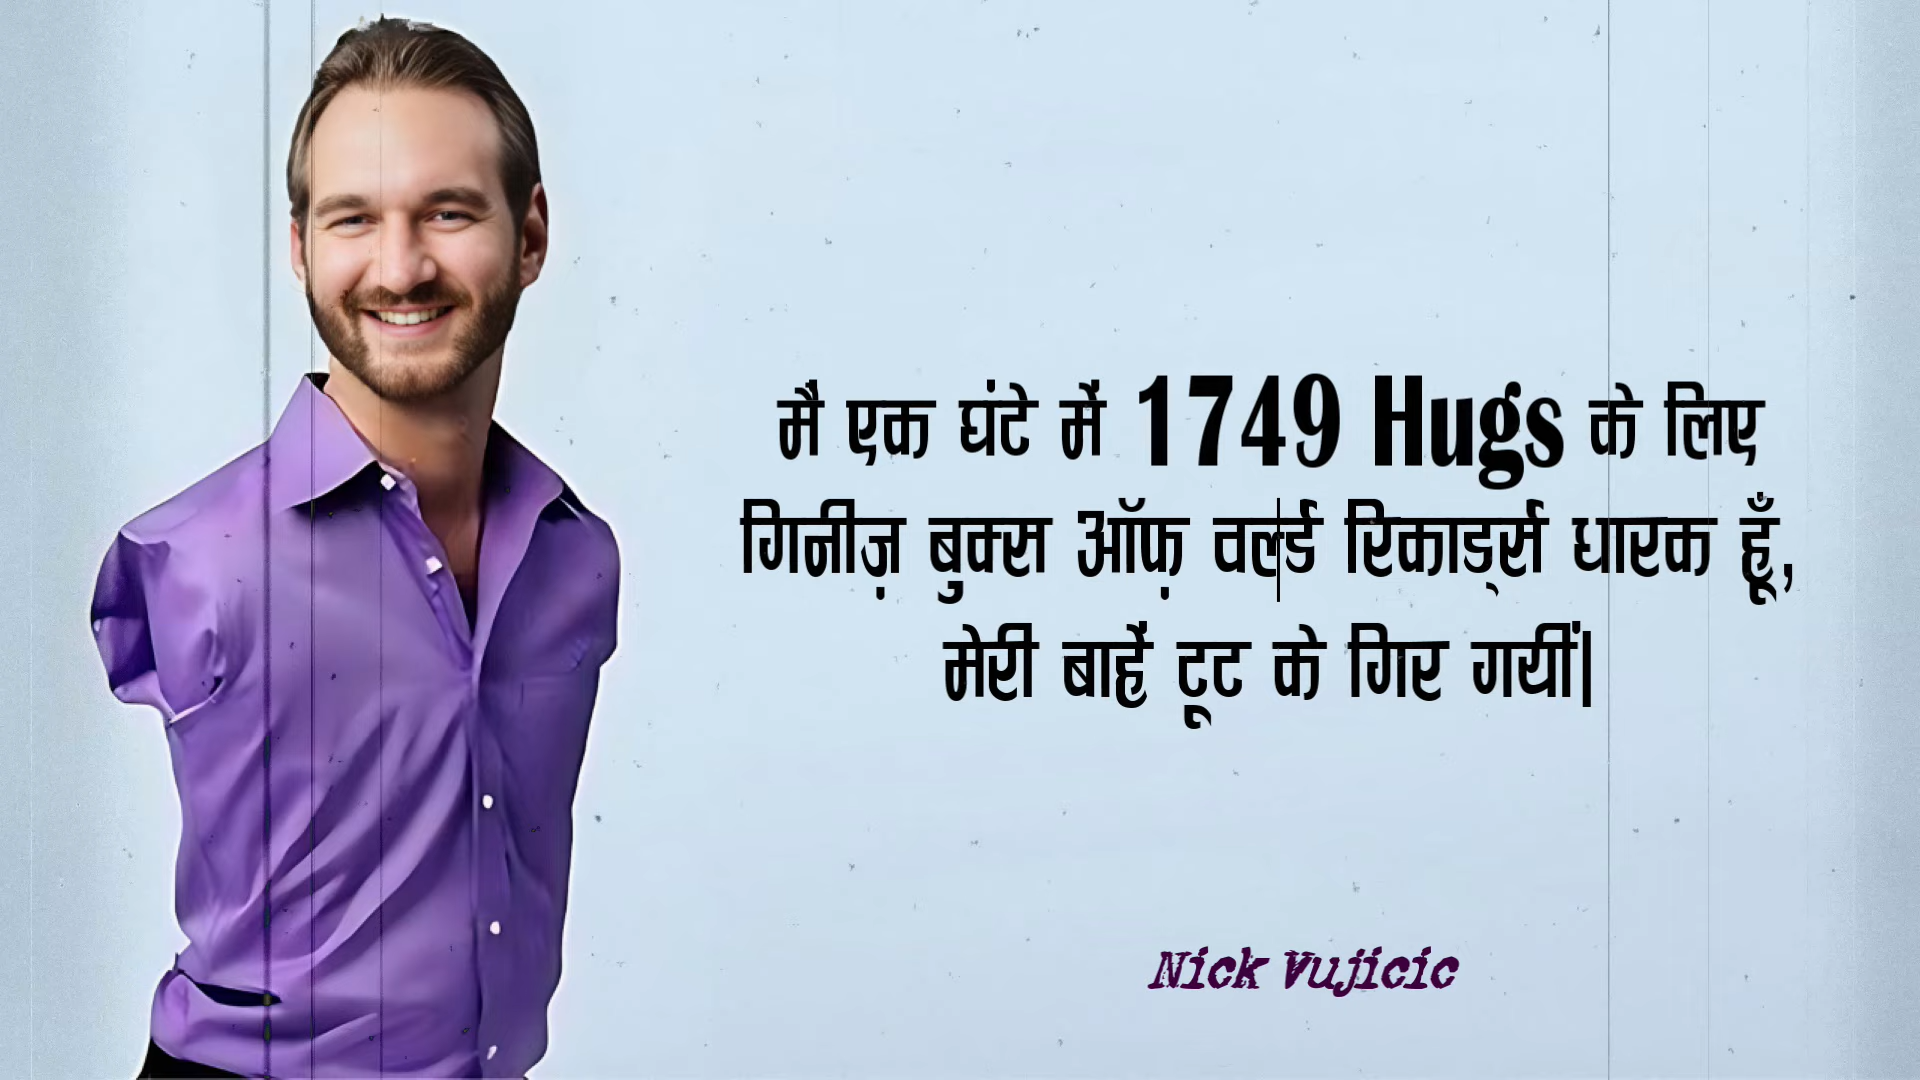 मै एक घंटे में 1749 Hugs के लिए
गिनीज़ बुक्स ऑफ़ वर्ल्ड रिकार्ड्स धारक हूँ,
मेरी बाहें टूट के गिर गयीं|
Nick Vujicic